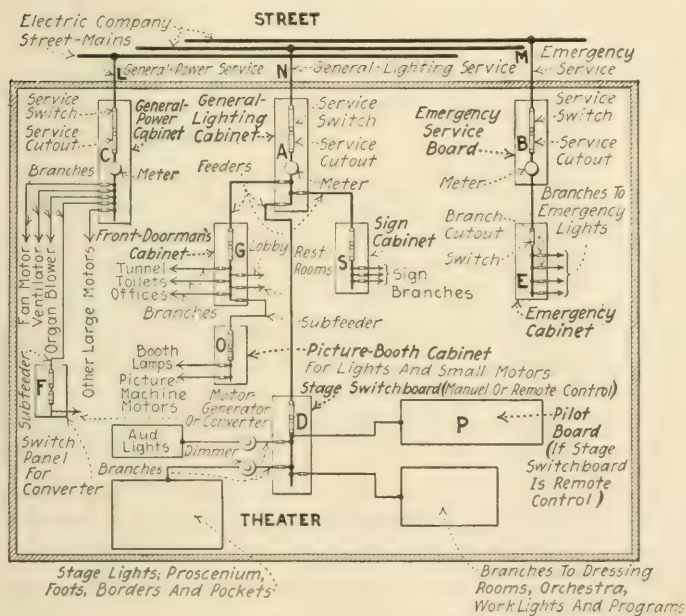 STREET
Electric Company
Street-Mains
L
General-Power Service
N
General-Lighting Service
M
Emergency
Service
Service
Switch
Service
Cutout
C
General-
Power
Cabinet
Meter
Branches
General-
Lighting
Cabinet
Service
Switch
Service
Cutout
A
Meter
Feeders
Emergency
Service
Board
B
Service
Switch
Service
Cutout
Meter
Branches To
Emergency
Lights
Branch
Cutout
Switch
E
Emergency
Cabinet
Fan Motor
Ventilator
Organ Blower
Other Large Motors
Front-Doorman's
Cabinet
G
Lobby
Rest
Rooms
Tunnel
Toilets
Offices
Branches
Sign
Cabinet
S
Sign
Branches
Subfeeder
O
Booth
Lamps
Picture-
Machine
Motors
Picture-Booth Cabinet
For Lights And Small Motors
Stage Switchboard (Manuel Or Remote Control)
Subfeeder
F
Motor-
Generator
Or Converter
Switch
Panel
For
Converter
Aud
Lights
Dimmer
Branches
D
P
Pilot
Board
(If Stage
Switchboard
Is Remote
Control)
THEATER
Stage Lights; Proscenium,
Foots, Borders And Pockets
Branches To Dressing
Rooms, Orchestra,
Work Lights And Programs